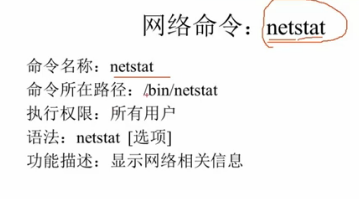 网络命令：netstat
命令名称：netstat
命令所在路径：/bin/netstat
执行权限：所有用户
语法：netstat [选项]
功能描述：显示网络相关信息